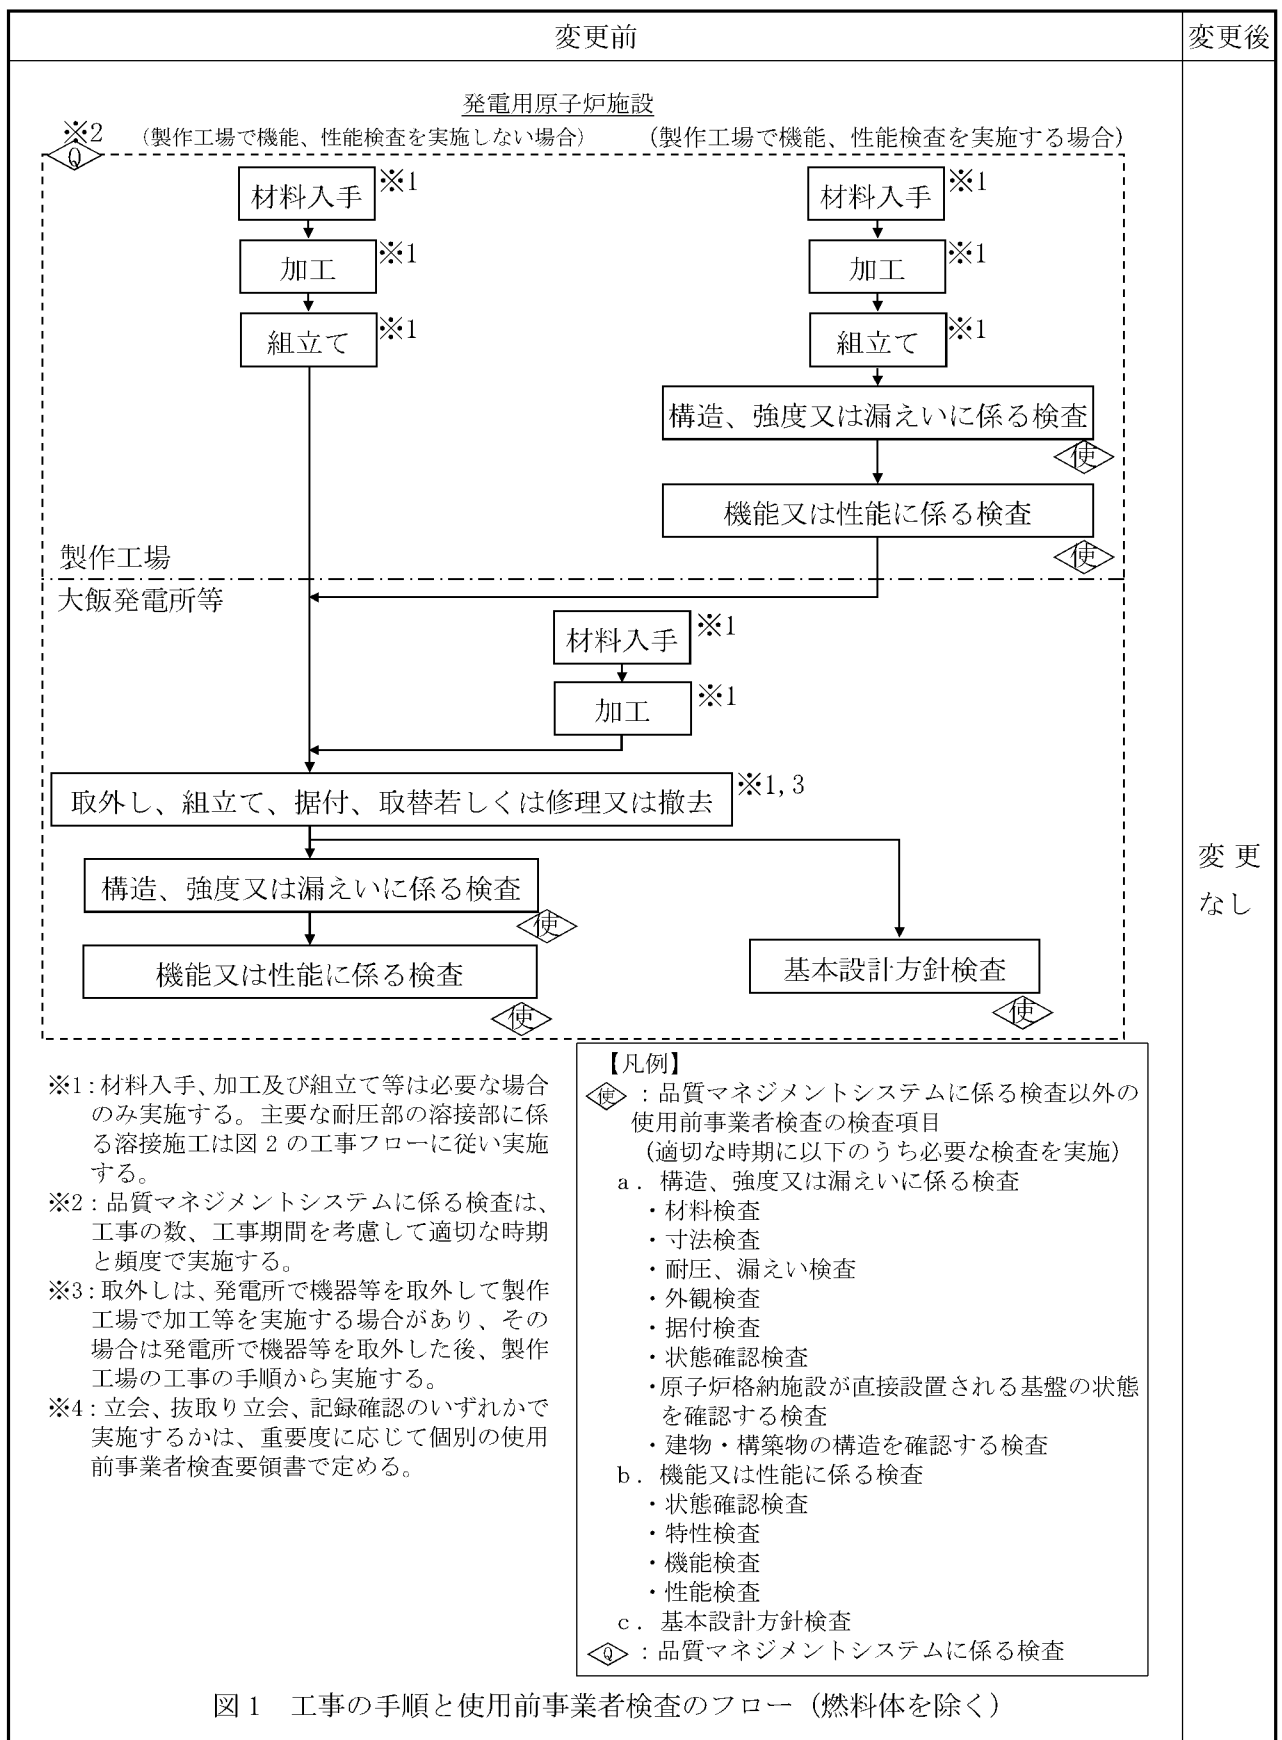 変更前
変更後
発電用原子炉施設
※2
(製作工場で機能、性能検査を実施しない場合)
(製作工場で機能、性能検査を実施する場合)
Q
材料入手
※1
材料入手
※1
加工
※1
加工
※1
組立て
※1
組立て
※1
構造、強度又は漏えいに係る検査
使
機能又は性能に係る検査
使
製作工場
大飯発電所等
材料入手
※1
加工
※1
取外し、組立て、据付、取替若しくは修理又は撤去
※1, 3
構造、強度又は漏えいに係る検査
使
機能又は性能に係る検査
使
基本設計方針検査
使
変更
なし
※1:材料入手、加工及び組立て等は必要な場合
のみ実施する。主要な耐圧部の溶接部に係
る溶接施工は図 2 の工事フローに従い実施
する。
※2:品質マネジメントシステムに係る検査は、
工事の数、工事期間を考慮して適切な時期
と頻度で実施する。
※3:取外しは、発電所で機器等を取外して製作
工場で加工等を実施する場合があり、その
場合は発電所で機器等を取外した後、製作
工場の工事の手順から実施する。
※4:立会、抜取り立会、記録確認のいずれかで
実施するかは、重要度に応じて個別の使用
前事業者検査要領書で定める。
【凡例】
使:品質マネジメントシステムに係る検査以外の
使用前事業者検査の検査項目
(適切な時期に以下のうち必要な検査を実施)
a. 構造、強度又は漏えいに係る検査
・材料検査
・寸法検査
・耐圧、漏えい検査
・外観検査
・据付検査
・状態確認検査
・原子炉格納施設が直接設置される基盤の状態
を確認する検査
・建物・構築物の構造を確認する検査
b. 機能又は性能に係る検査
・状態確認検査
・特性検査
・機能検査
・性能検査
c. 基本設計方針検査
Q:品質マネジメントシステムに係る検査
図 1　工事の手順と使用前事業者検査のフロー (燃料体を除く)